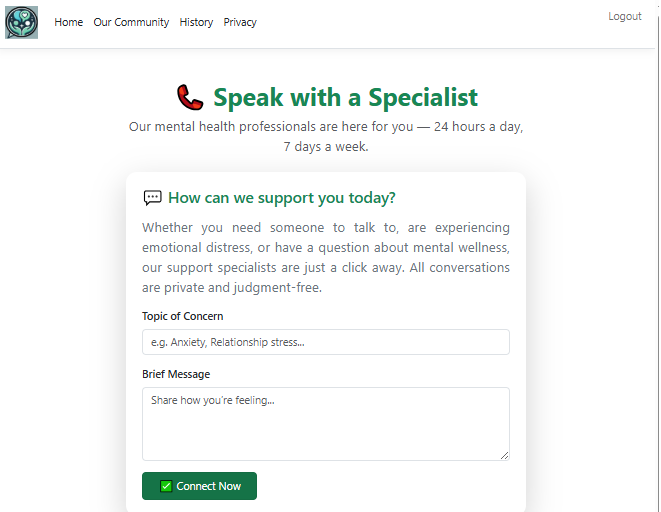 Home Our Community History Privacy Logout
📞 Speak with a Specialist
Our mental health professionals are here for you — 24 hours a day,
7 days a week.
💬 How can we support you today?
Whether you need someone to talk to, are experiencing
emotional distress, or have a question about mental wellness,
our support specialists are just a click away. All conversations
are private and judgment-free.
Topic of Concern
e.g. Anxiety, Relationship stress...
Brief Message
Share how you're feeling...
✅ Connect Now